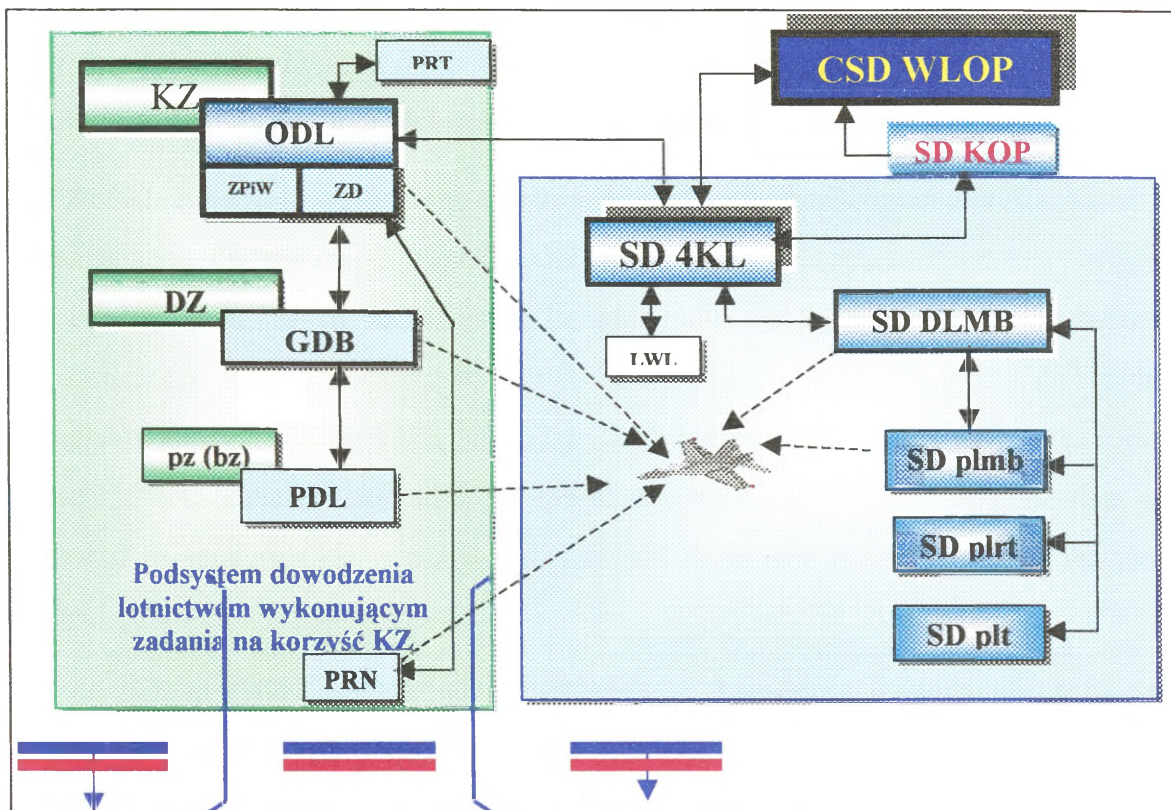 PRT
KZ
ODL
ZPiW
ZD
DZ
GDB
pz (bz)
PDL
Podsystem dowodzenia
lotnictwem wykonującym
zadania na korzyść KZ
PRN
CSD WLOP
SD KOP
SD 4KL
LWL
SD DLMB
SD plmb
SD plrt
SD plt